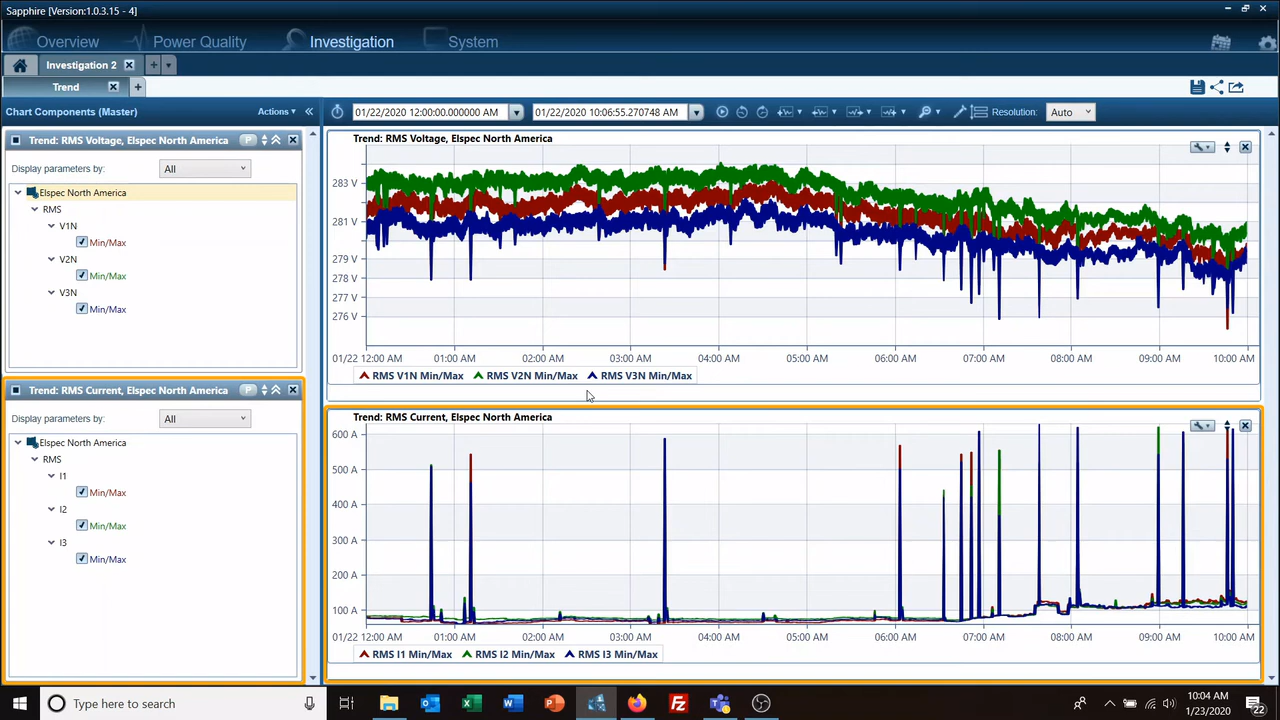 Sapphire [Version:1.0.3.15 - 4]
Overview Power Quality Investigation System
Investigation 2
Trend
Chart Components (Master) Actions
01/22/2020 12:00:00.000000 AM 01/22/2020 10:06:55.270748 AM Resolution: Auto
Trend: RMS Voltage, Elspec North America P
Display parameters by: All
Elspec North America
RMS
V1N
Min/Max
V2N
Min/Max
V3N
Min/Max
Trend: RMS Current, Elspec North America P
Display parameters by: All
Elspec North America
RMS
I1
Min/Max
I2
Min/Max
I3
Min/Max
Trend: RMS Voltage, Elspec North America
283 V
281 V
279 V
278 V
277 V
276 V
01/22 12:00 AM 01:00 AM 02:00 AM 03:00 AM 04:00 AM 05:00 AM 06:00 AM 07:00 AM 08:00 AM 09:00 AM 10:00 AM
RMS V1N Min/Max RMS V2N Min/Max RMS V3N Min/Max
Trend: RMS Current, Elspec North America
600 A
500 A
400 A
300 A
200 A
100 A
01/22 12:00 AM 01:00 AM 02:00 AM 03:00 AM 04:00 AM 05:00 AM 06:00 AM 07:00 AM 08:00 AM 09:00 AM 10:00 AM
RMS I1 Min/Max RMS I2 Min/Max RMS I3 Min/Max
Type here to search
10:04 AM
1/23/2020
22